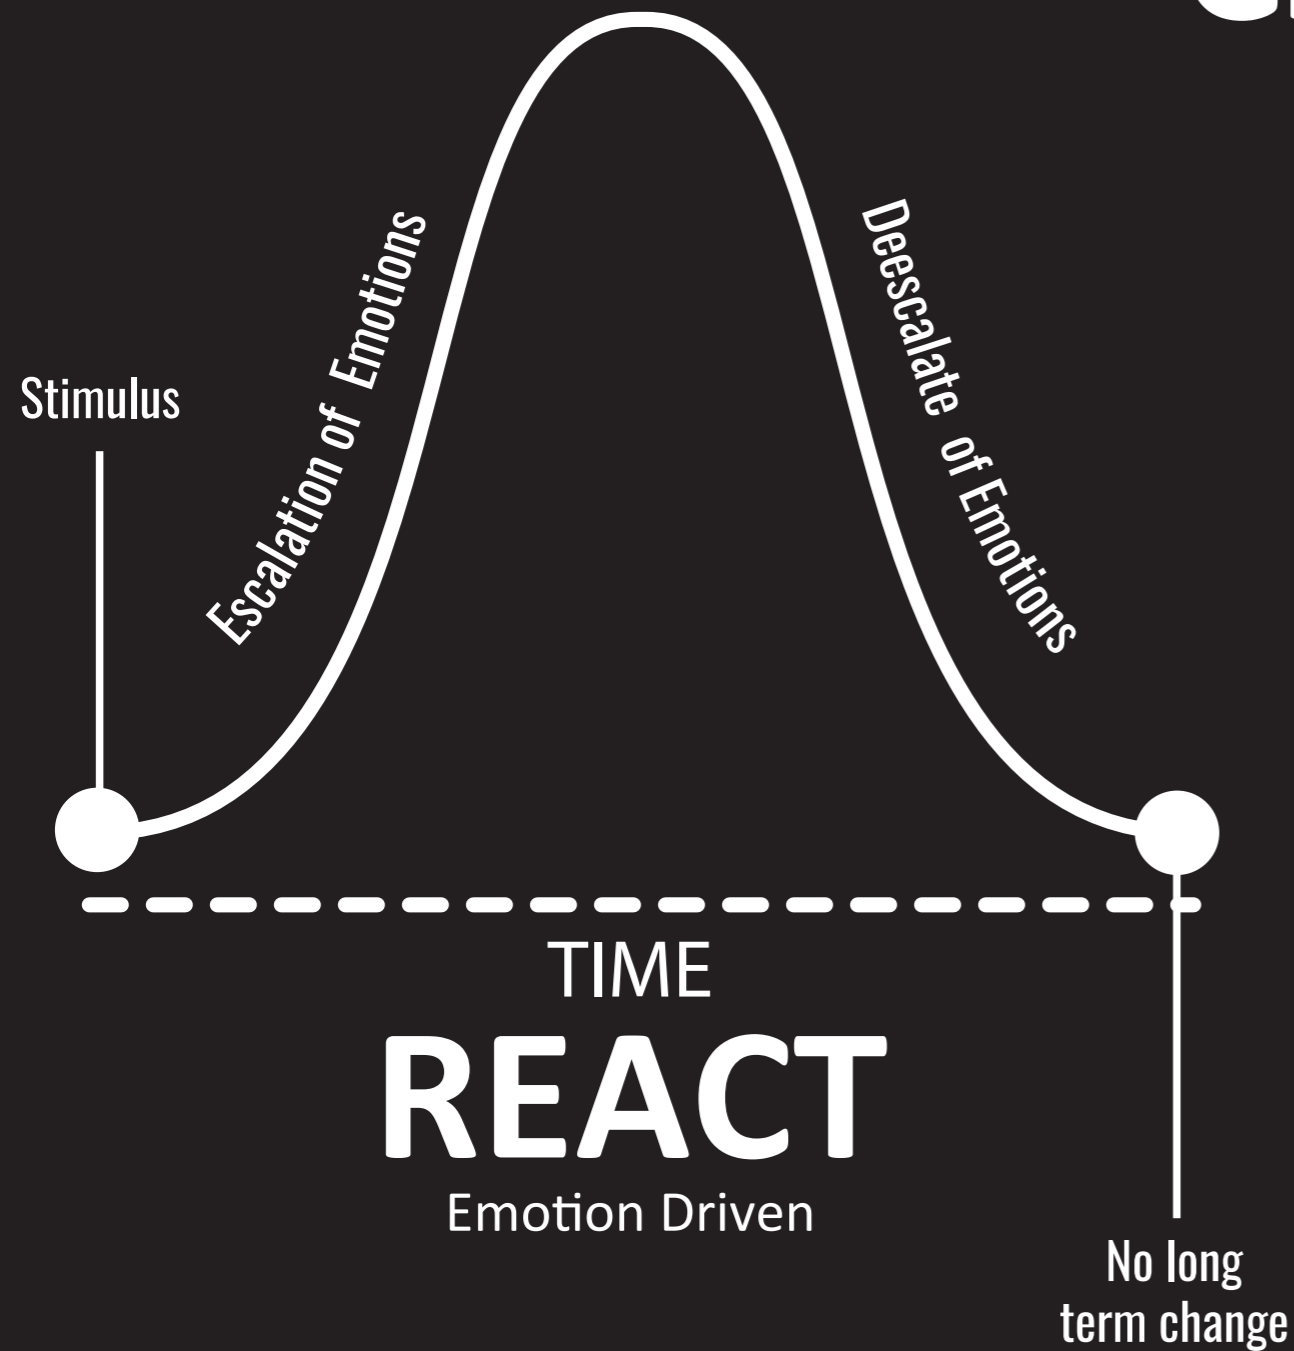 Stimulus
Escalation of Emotions
Deescalate of Emotions
TIME
REACT
Emotion Driven
No long
term change